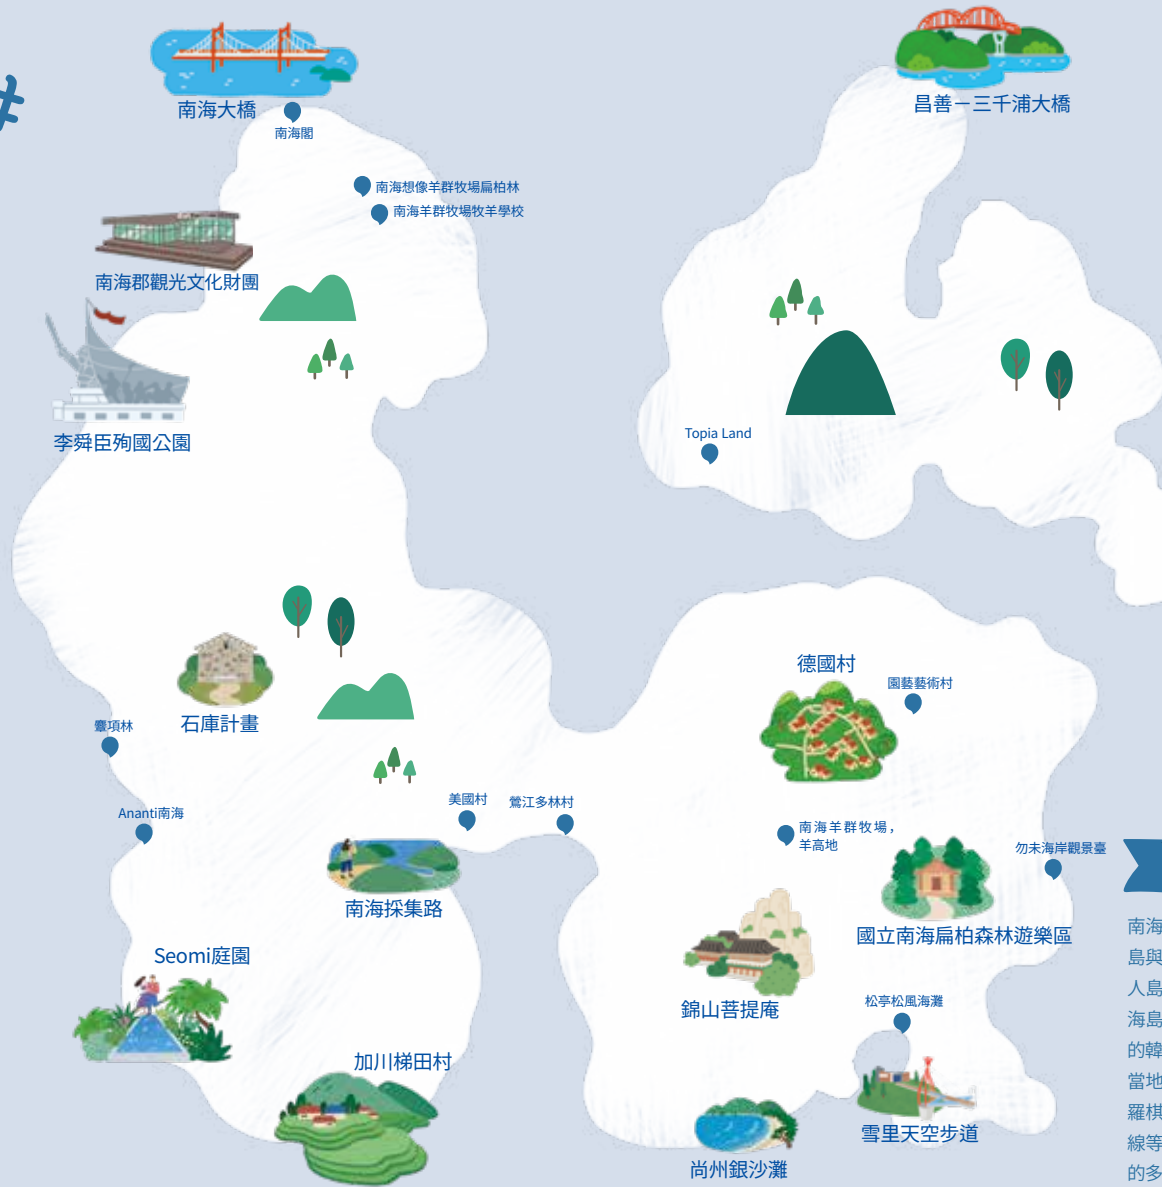 #
南海大橋
南海閣
昌善－三千浦大橋
南海想像羊群牧場扁柏林
南海羊群牧場牧羊學校
南海郡觀光文化財團
李舜臣殉國公園
Topia Land
德國村
園藝藝術村
石庫計畫
蕈項林
Ananti南海
美國村
鶯江多林村
南海羊群牧場，
羊高地
勿未海岸觀景臺
南海採集路
國立南海扁柏森林遊樂區
Seomi庭園
錦山菩提庵
松亭松風海灘
加川梯田村
雪里天空步道
尚州銀沙灘
南海
島與
人島
海島
的韓
當地
羅棋
線等
的多